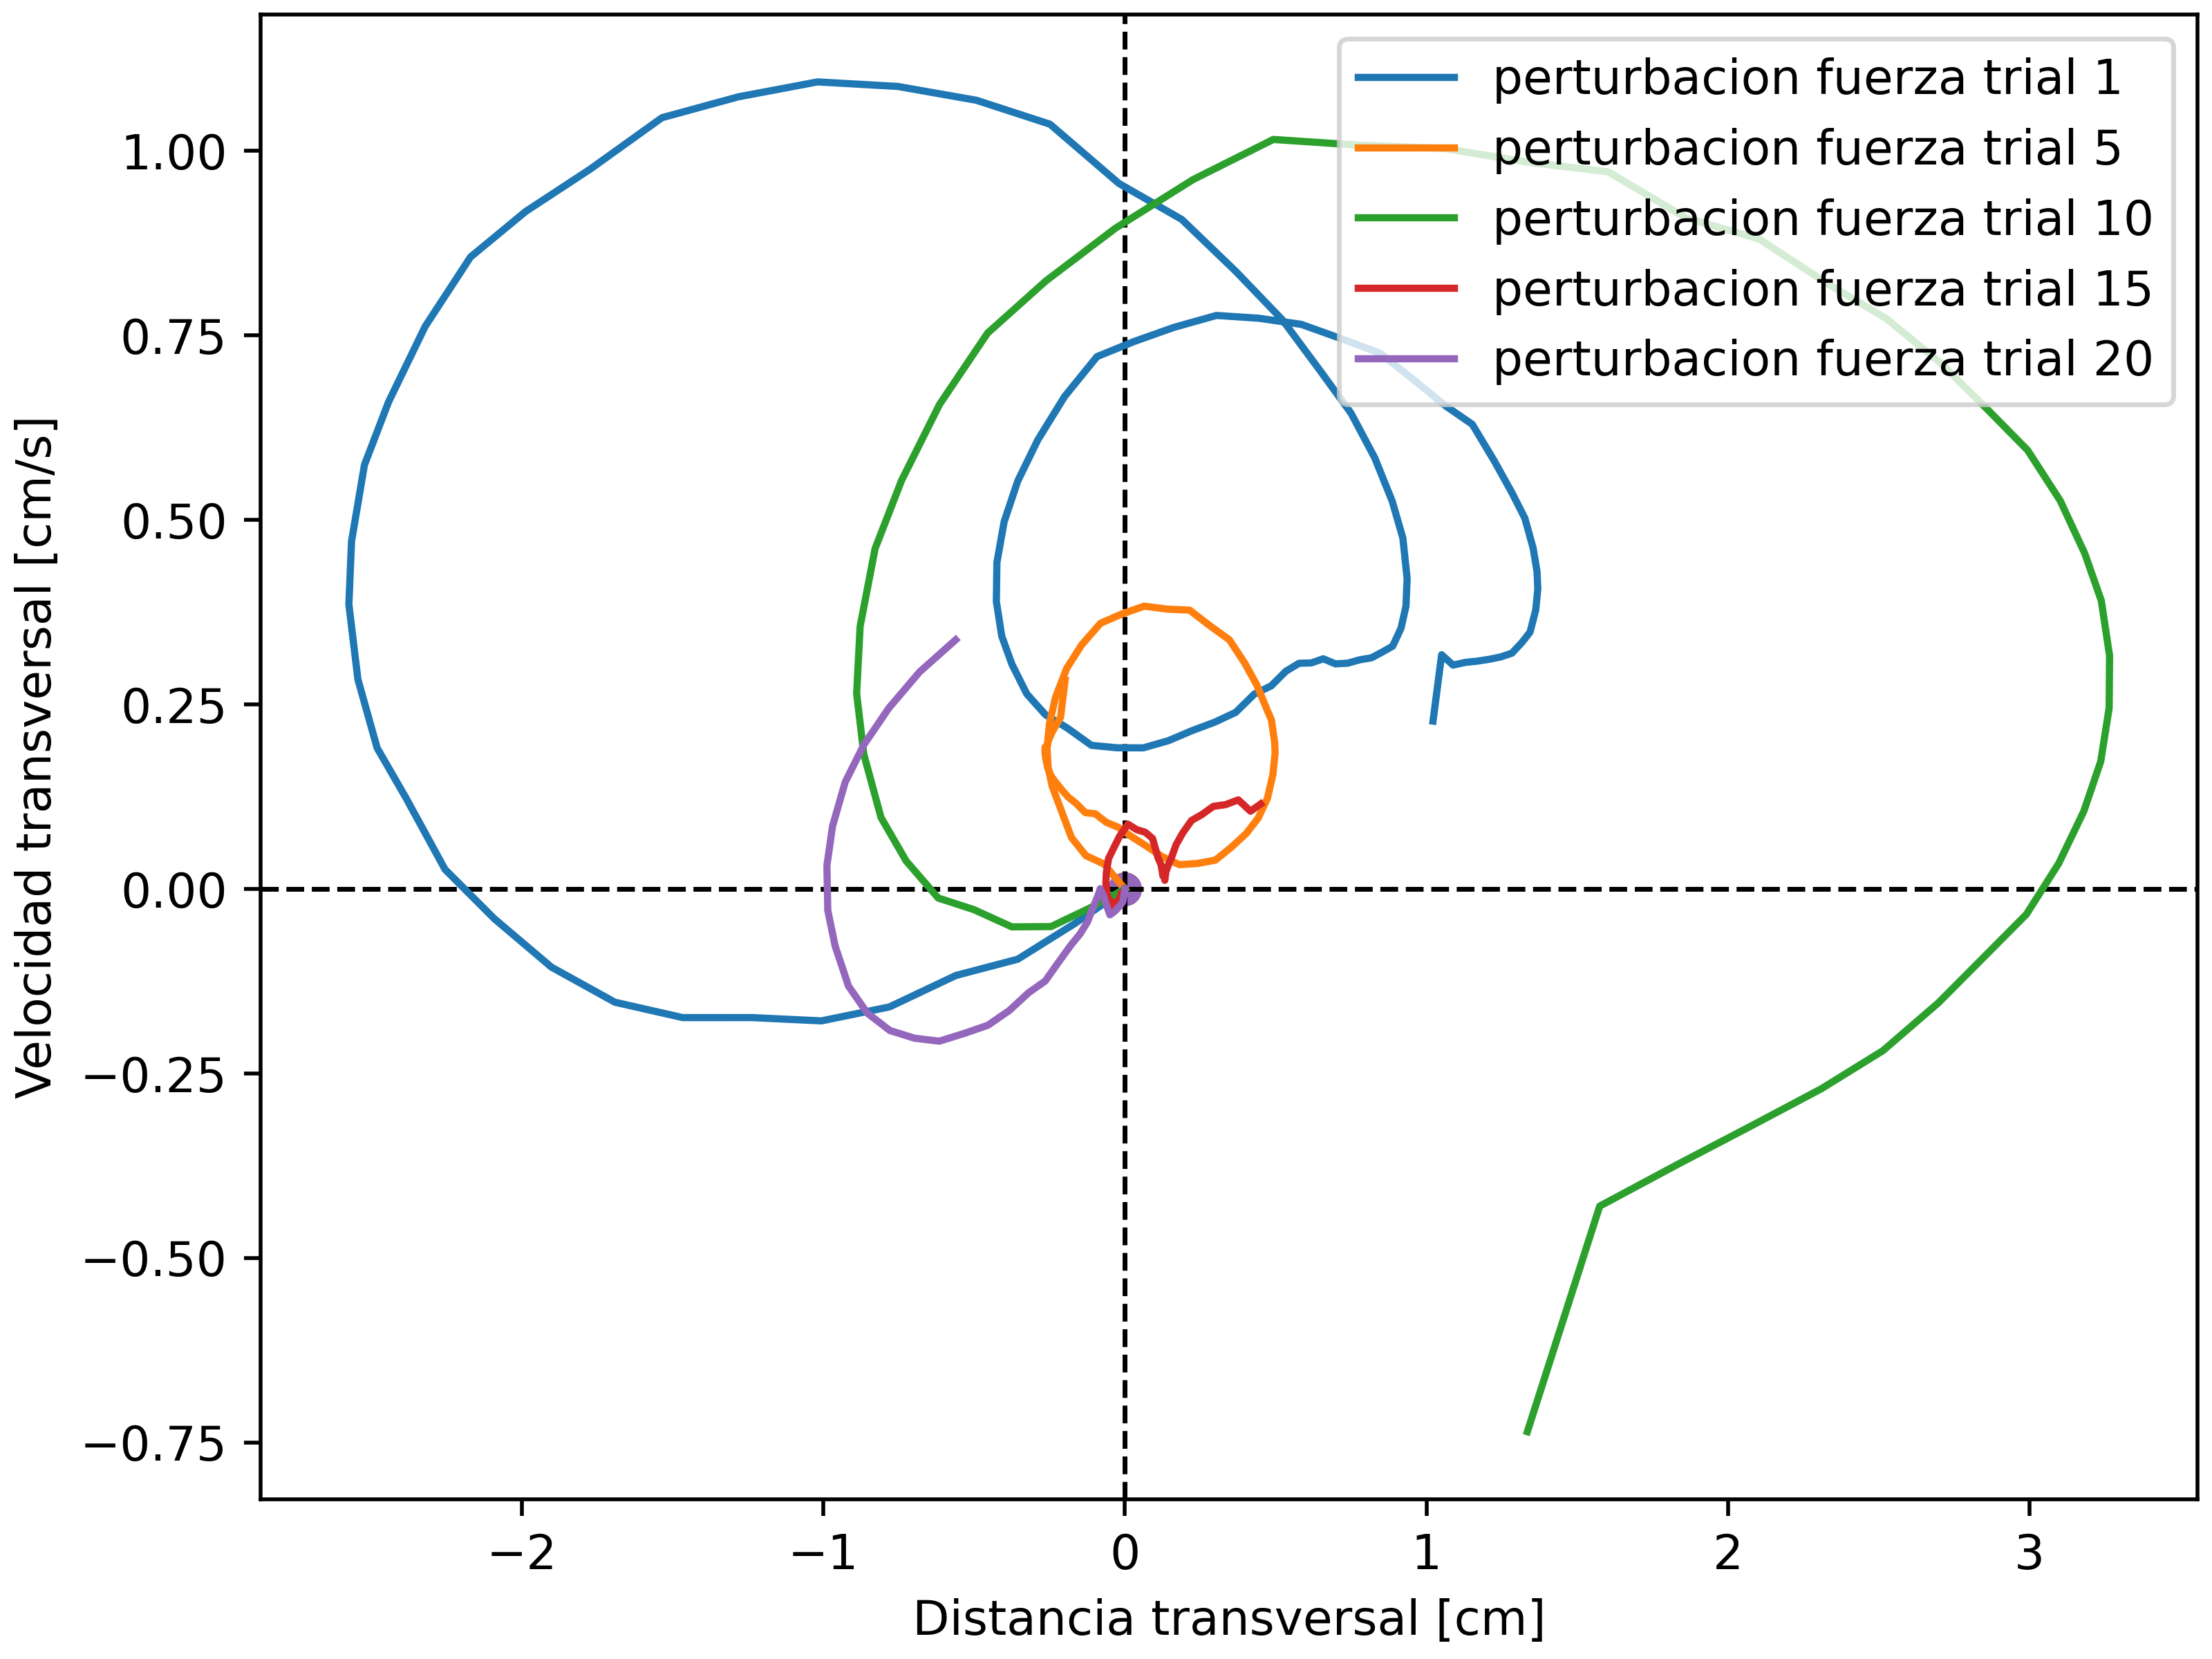 perturbacion fuerza trial 1
perturbacion fuerza trial 5
perturbacion fuerza trial 10
perturbacion fuerza trial 15
perturbacion fuerza trial 20
1.00
0.75
0.50
0.25
0.00
−0.25
−0.50
−0.75
Velocidad transversal [cm/s]
−2 −1 0 1 2 3
Distancia transversal [cm]